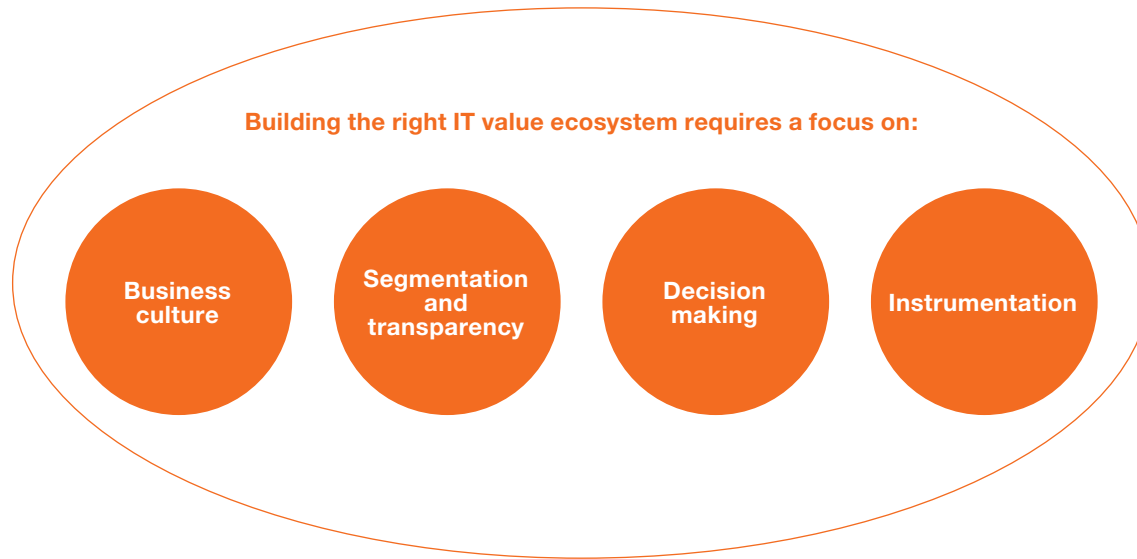 Building the right IT value ecosystem requires a focus on:
Business
culture
Segmentation
and
transparency
Decision
making
Instrumentation